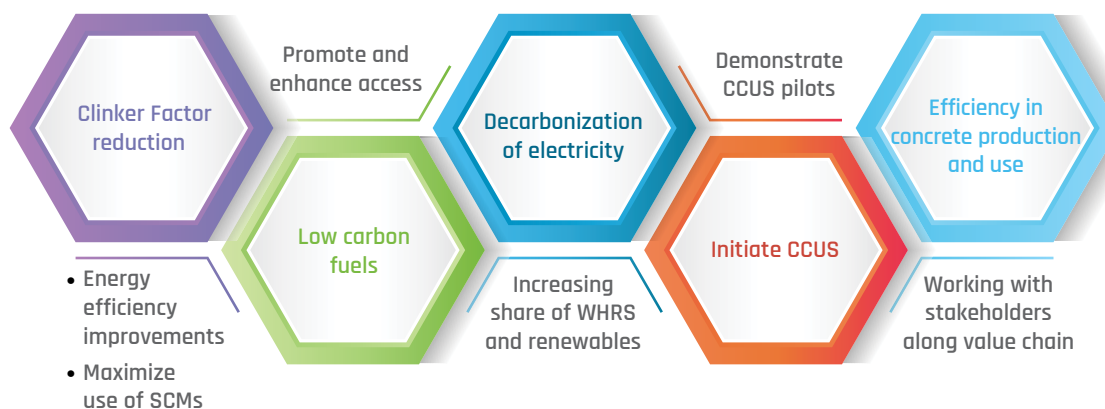 Clinker Factor
reduction
• Energy
efficiency
improvements
• Maximize
use of SCMs
Promote and
enhance access
Low carbon
fuels
Decarbonization
of electricity
Increasing
share of WHRS
and renewables
Demonstrate
CCUS pilots
Initiate CCUS
Efficiency in
concrete production
and use
Working with
stakeholders
along value chain